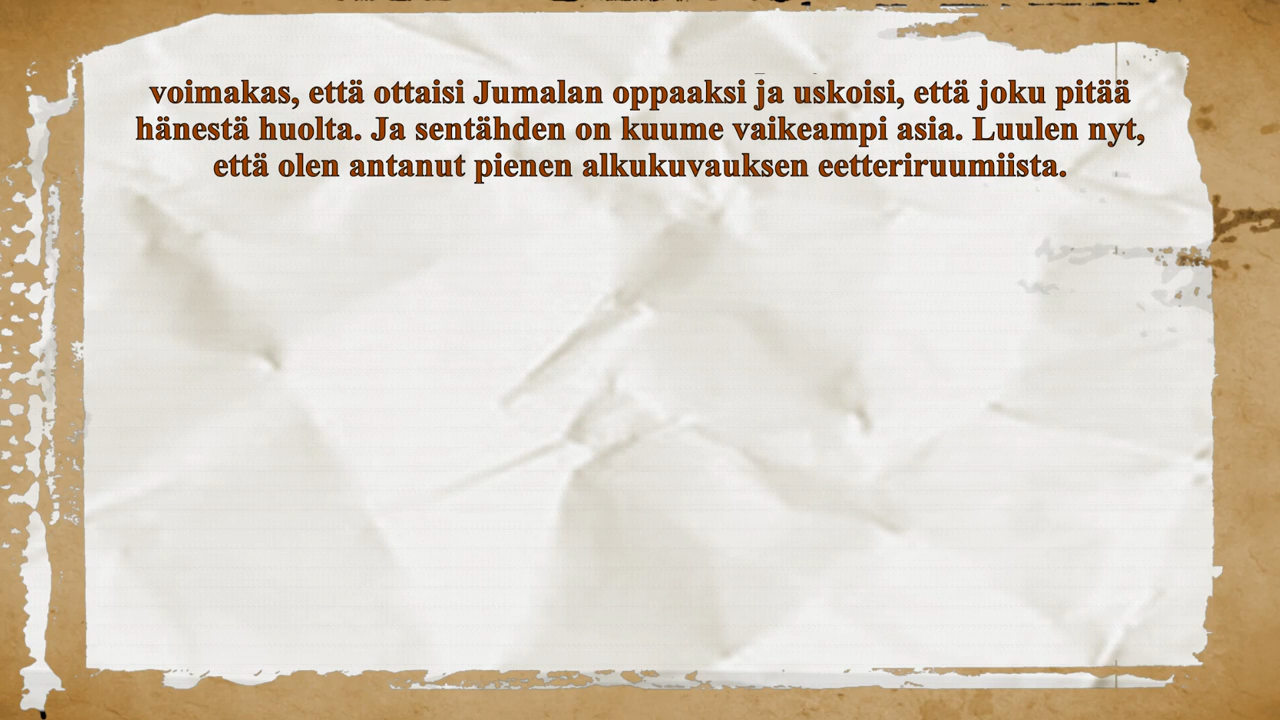 voimakas, että ottaisi Jumalan oppaaksi ja uskoisi, että joku pitää
hänestä huolta. Ja sentähden on kuume vaikeampi asia. Luulen nyt,
että olen antanut pienen alkukuvauksen eetteriruumiista.